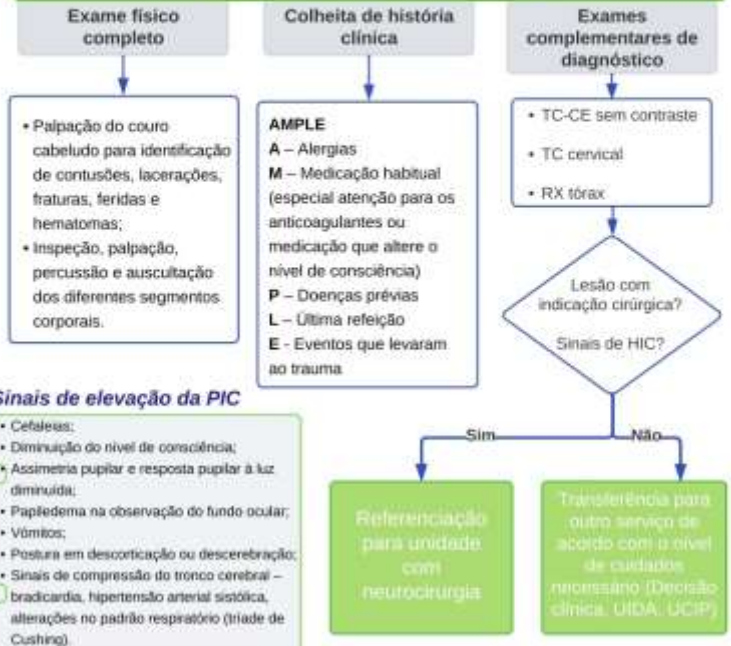 Exame físico
completo
Colheita de história
clínica
Exames
complementares de
diagnóstico
• Palpação do couro
cabeludo para identificação
de contusões, lacerações,
fraturas, feridas e
hematomas;
• Inspeção, palpação,
percussão e auscultação
dos diferentes segmentos
corporais.
AMPLE
A – Alergias
M – Medicação habitual
(especial atenção para os
anticoagulantes ou
medicação que altere o
nível de consciência)
P – Doenças prévias
L – Última refeição
E - Eventos que levaram
ao trauma
• TC-CE sem contraste
• TC cervical
• RX tórax
Lesão com
indicação cirúrgica?
Sinais de HIC?
Sinais de elevação da PIC
• Cefaleias;
• Diminuição do nível de consciência;
• Assimetria pupilar e resposta pupilar à luz
diminuída;
• Papiledema na observação do fundo ocular;
• Vómitos;
• Postura em descorticação ou descerebração;
• Sinais de compressão do tronco cerebral –
bradicardia, hipertensão arterial sistólica,
alterações no padrão respiratório (tríade de
Cushing).
Sim
Não
Referenciação
para unidade
com
neurocirurgia
Transferência para
outro serviço de
acordo com o nível
de cuidados
necessário (Decisão
clínica, UIDA, UCIP)